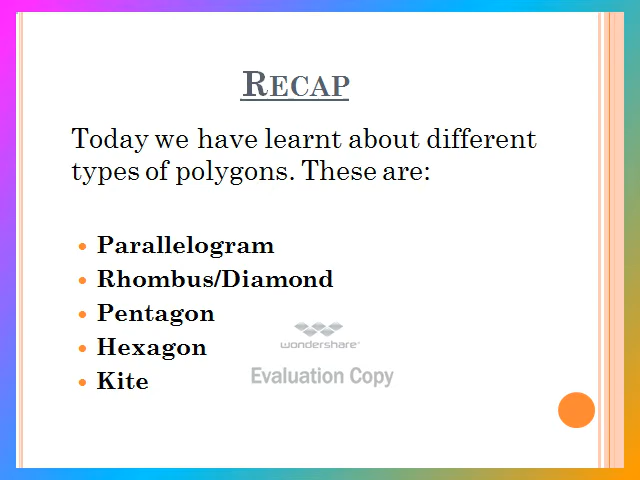 RECAP
Today we have learnt about different
types of polygons. These are:
Parallelogram
Rhombus/Diamond
Pentagon
Hexagon
Kite
wondershare
Evaluation Copy